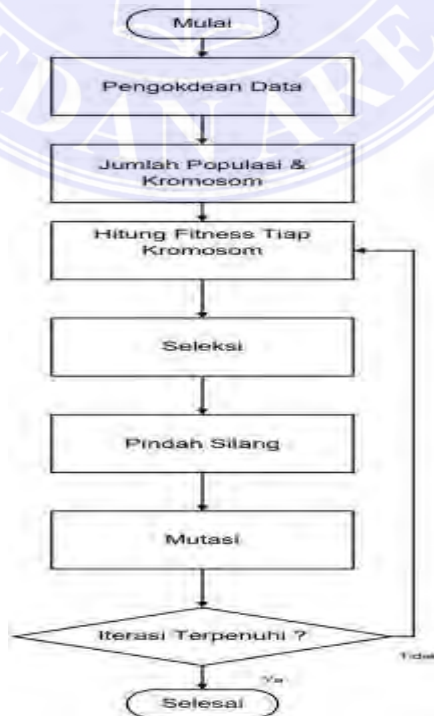 Mulai
Pengokdean Data
Jumlah Populasi &
Kromosom
Hitung Fitness Tiap
Kromosom
Seleksi
Pindah Silang
Mutasi
Iterasi Terpenuhi ?
Tidak
Ya
Selesai